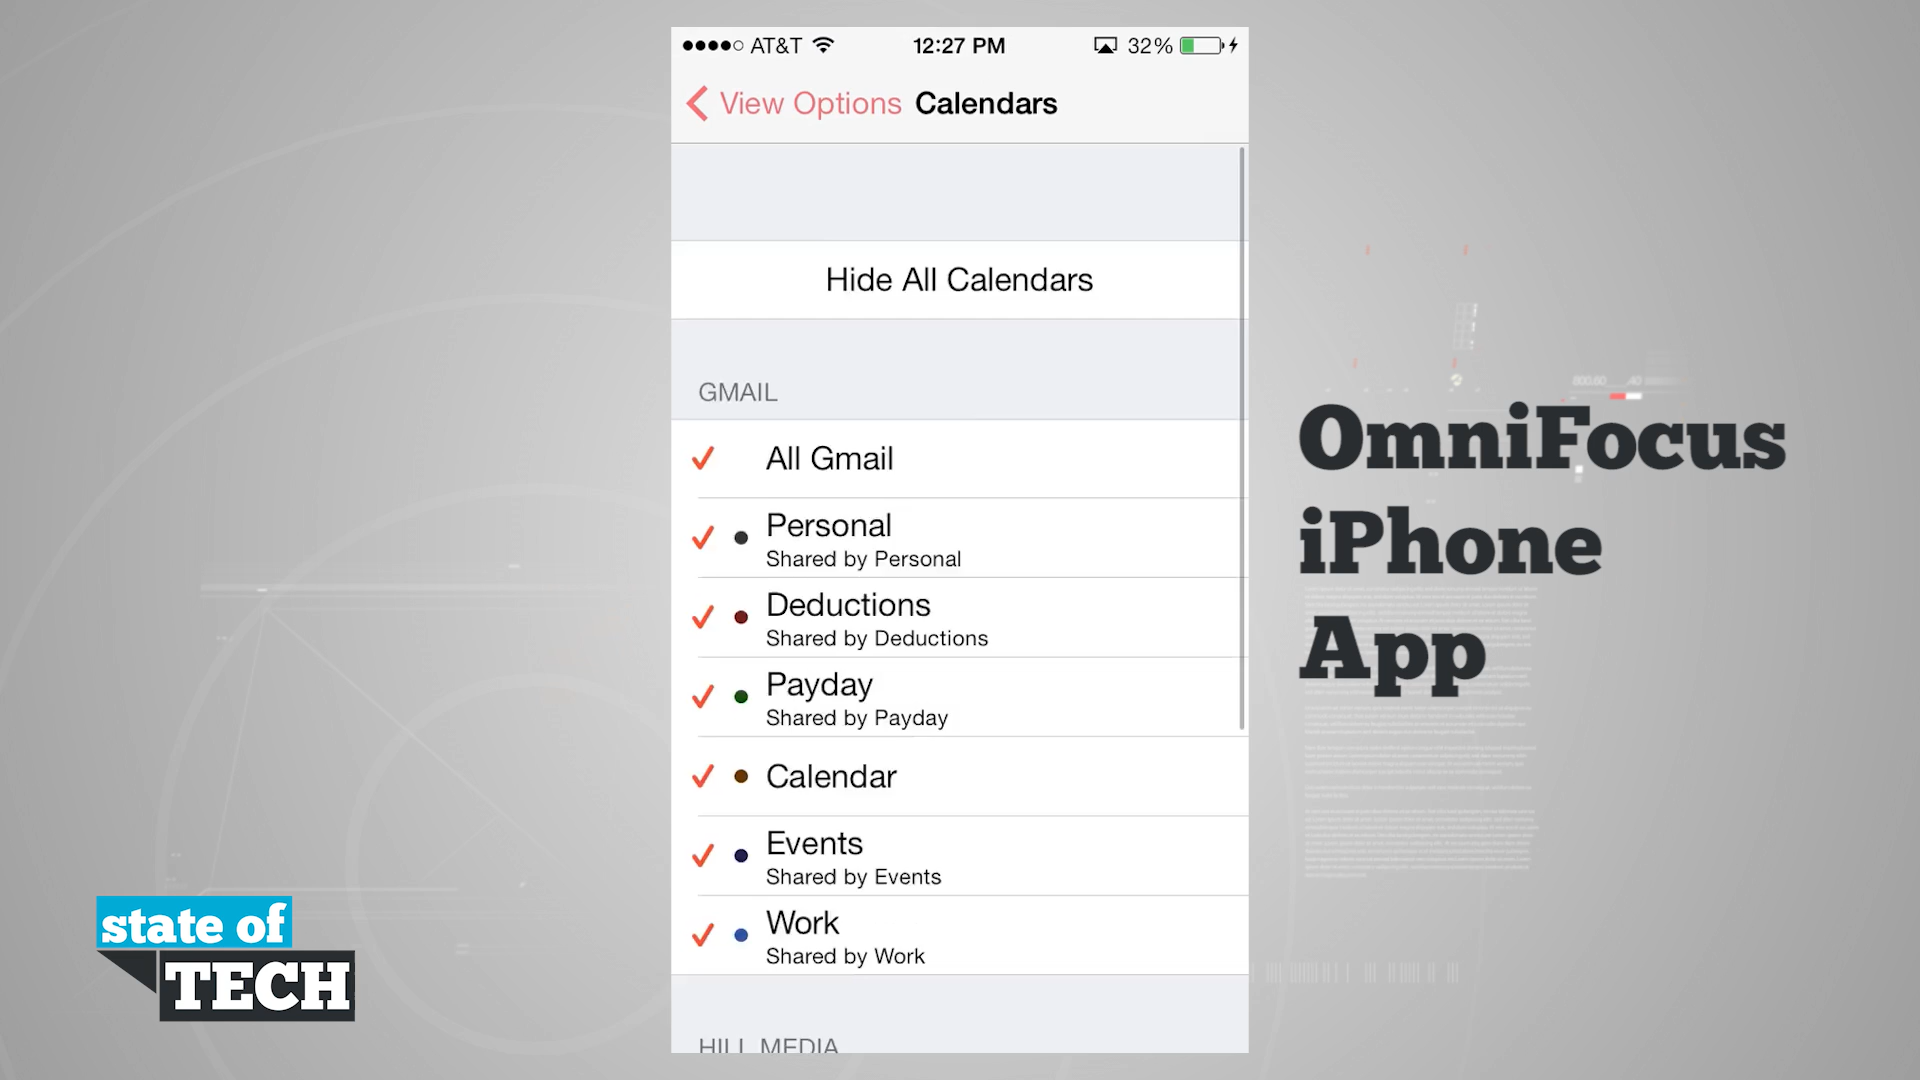 AT&T 12:27 PM 32%
View Options Calendars
Hide All Calendars
GMAIL
All Gmail
Personal
Shared by Personal
Deductions
Shared by Deductions
Payday
Shared by Payday
Calendar
Events
Shared by Events
Work
Shared by Work
HILL MEDIA
OmniFocus
iPhone
App
state of
TECH